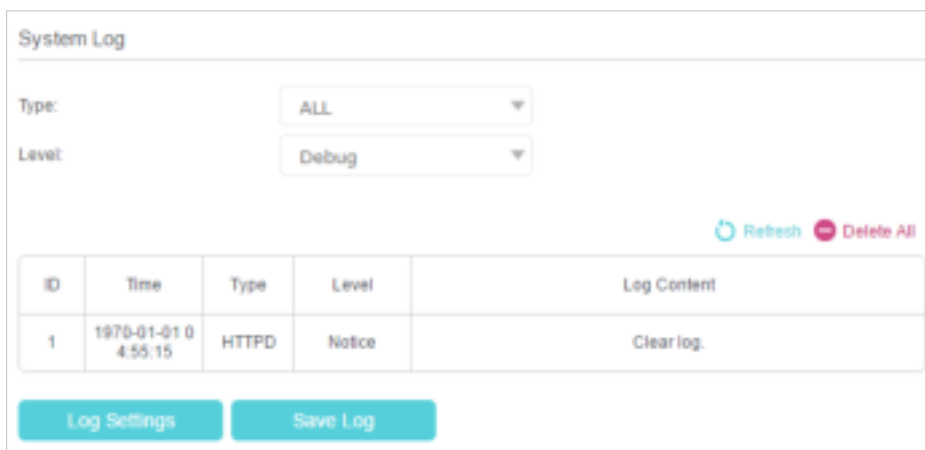 System Log
Type: ALL
Level: Debug
Refresh Delete All
ID Time Type Level Log Content
1 1970-01-01 0 HTTPD Notice Clear log.
4:55:15
Log Settings Save Log